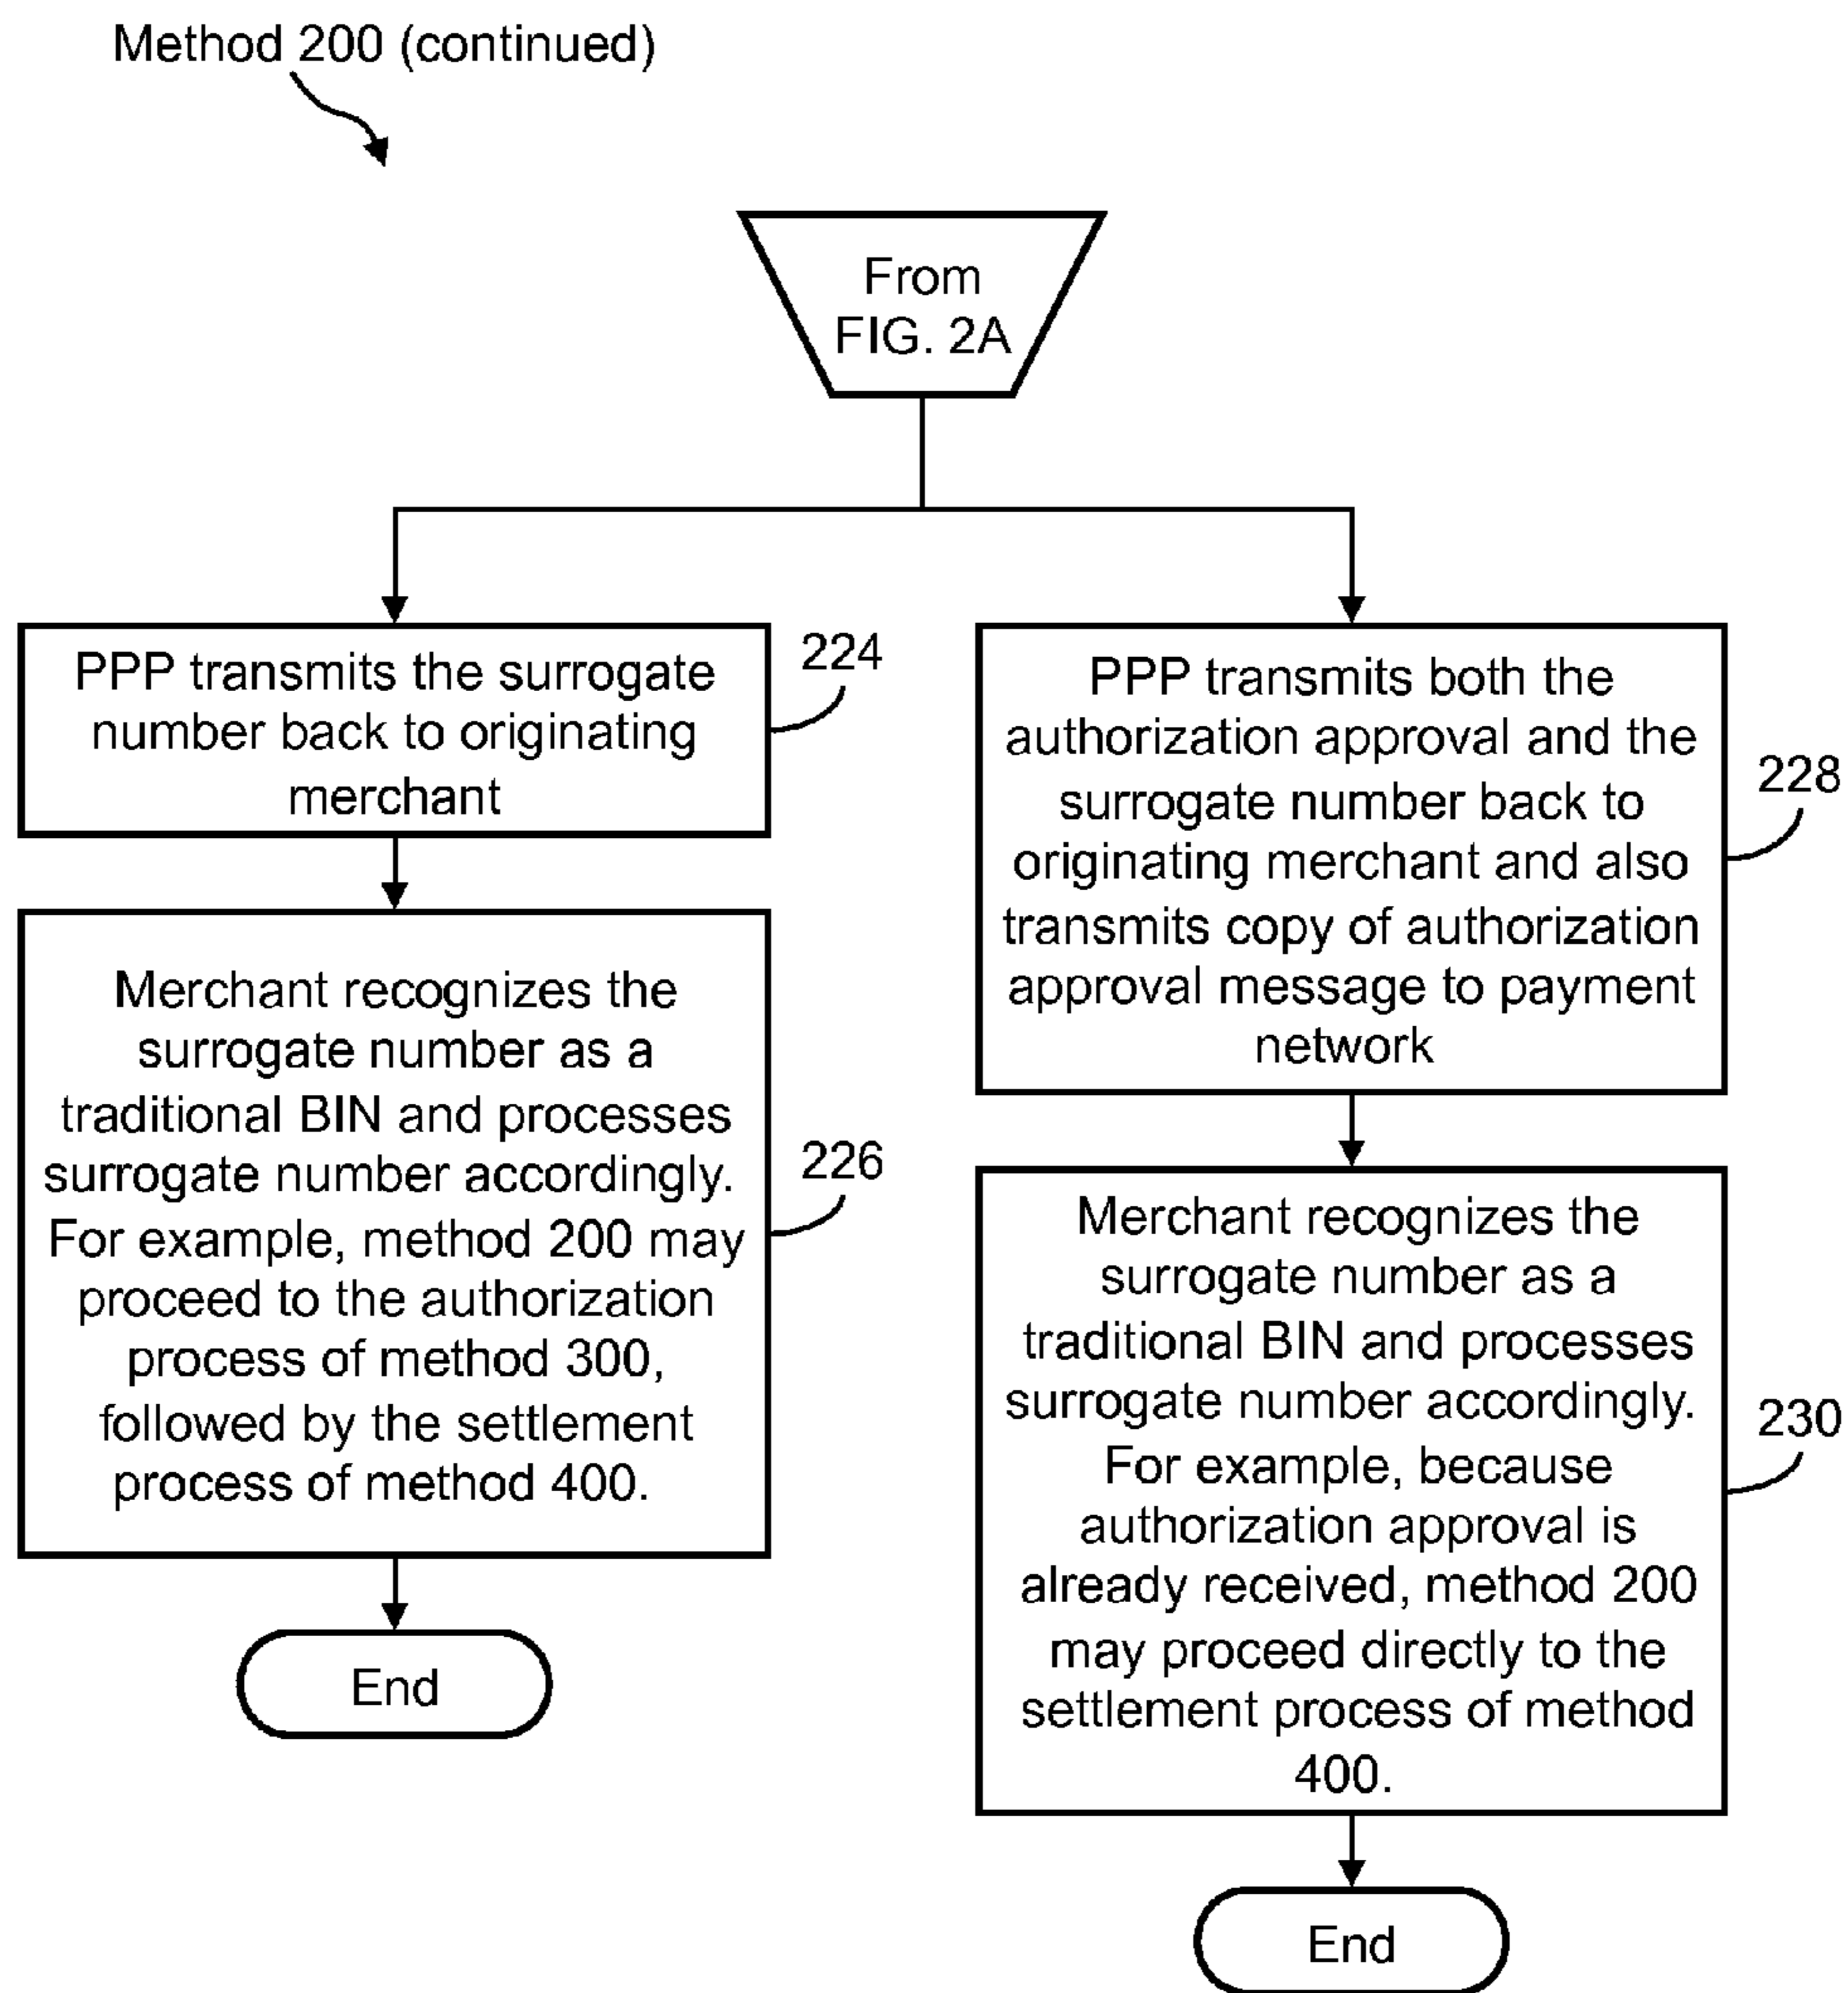 Method 200 (continued)
From
FIG. 2A
PPP transmits the surrogate
number back to originating
merchant
224
Merchant recognizes the
surrogate number as a
traditional BIN and processes
surrogate number accordingly.
For example, method 200 may
proceed to the authorization
process of method 300,
followed by the settlement
process of method 400.
226
End
PPP transmits both the
authorization approval and the
surrogate number back to
originating merchant and also
transmits copy of authorization
approval message to payment
network
228
Merchant recognizes the
surrogate number as a
traditional BIN and processes
surrogate number accordingly.
For example, because
authorization approval is
already received, method 200
may proceed directly to the
settlement process of method
400.
230
End